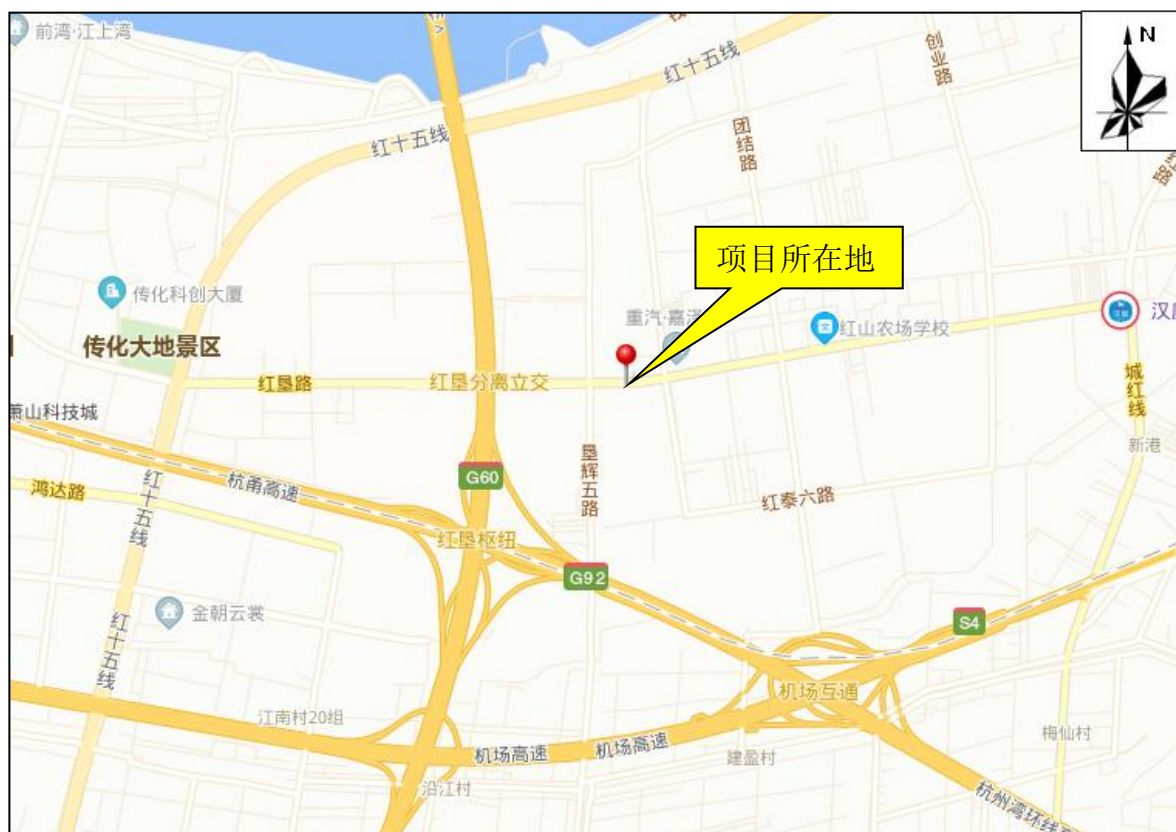 前湾·江上湾
红十五线
创业路
N
红十五线
团结路
项目所在地
传化科创大厦
重汽·嘉泽
红山农场学校
汉
传化大地景区
红垦路
红垦分离立交
城红线
萧山科技城
新港
垦辉五路
G60
鸿达路
杭甬高速
红十五线
红泰六路
红垦枢纽
G92
金朝云裳
红十五线
S4
机场互通
江南村20组
机场高速
机场高速
梅仙村
建盈村
沿江村
杭州湾环线